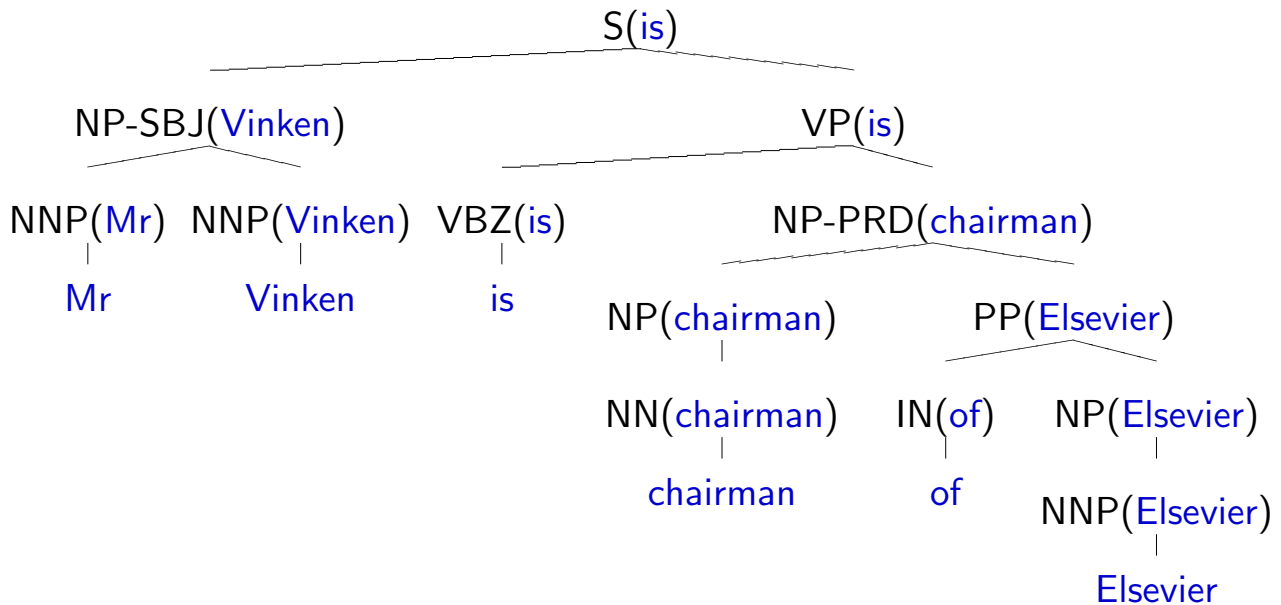 S(is)
NP-SBJ(Vinken) VP(is)
NNP(Mr) NNP(Vinken) VBZ(is) NP-PRD(chairman)
Mr Vinken is
NP(chairman) PP(Elsevier)
NN(chairman) IN(of) NP(Elsevier)
chairman of
NNP(Elsevier)
Elsevier